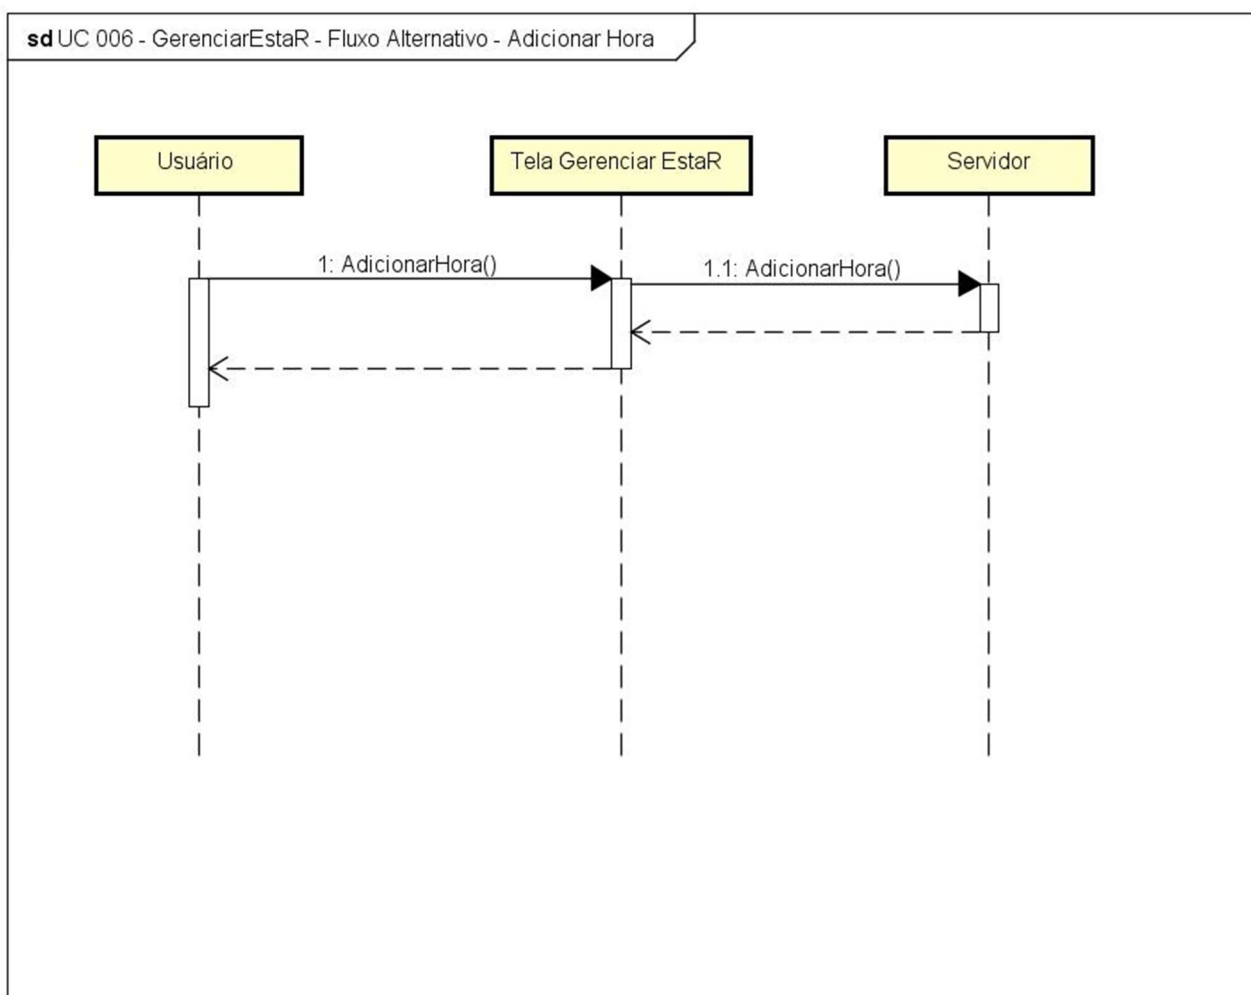 sd UC 006 - GerenciarEstaR - Fluxo Alternativo - Adicionar Hora
Usuário
Tela Gerenciar EstaR
Servidor
1: AdicionarHora()
1.1: AdicionarHora()